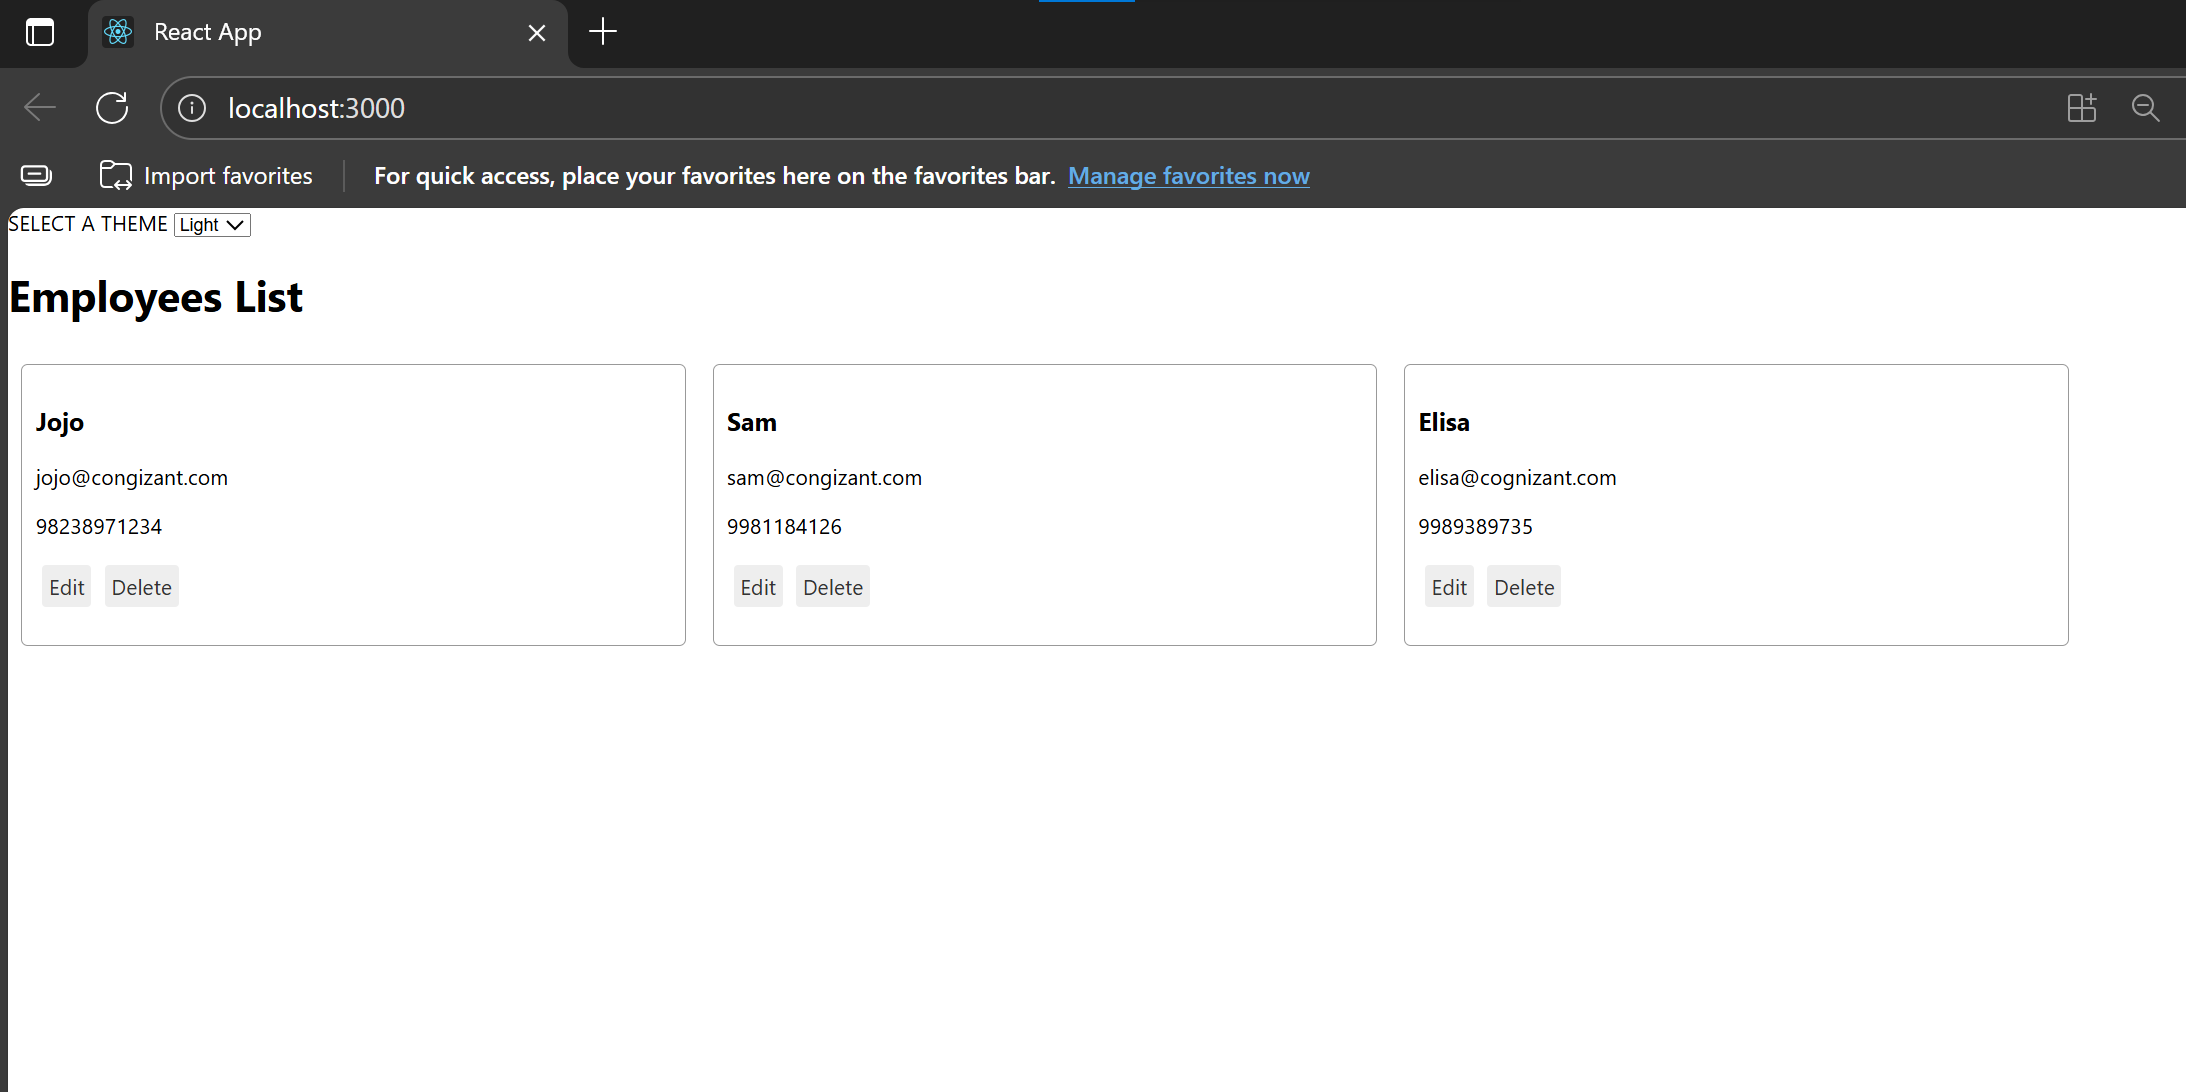 React App
localhost:3000
Import favorites For quick access, place your favorites here on the favorites bar. Manage favorites now
SELECT A THEME Light
Employees List
Jojo
jojo@congizant.com
98238971234
Edit Delete
Sam
sam@congizant.com
9981184126
Edit Delete
Elisa
elisa@cognizant.com
9989389735
Edit Delete